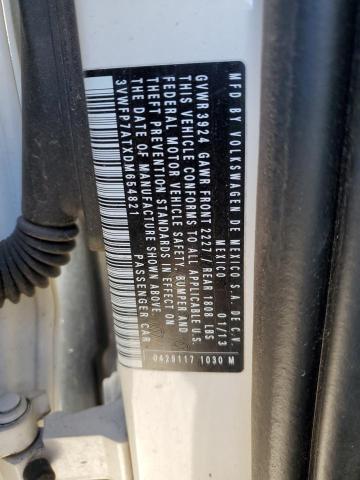 MFD BY VOLKSWAGEN DE MEXICO S.A. DE C.V.
MEXICO 01/13
GVWR 3924 GAWR FRONT 2227 // REAR 1808 LBS
THIS VEHICLE CONFORMS TO ALL APPLICABLE U.S.
FEDERAL MOTOR VEHICLE SAFETY, BUMPER AND
THEFT PREVENTION STANDARDS IN EFFECT ON
THE DATE OF MANUFACTURE SHOWN ABOVE.
3VWFP7ATXDM654821 PASSENGER CAR
0429117 1030 M